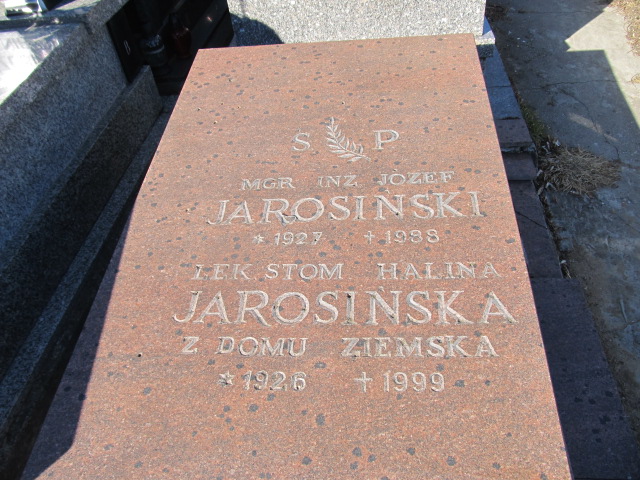 S P
MGR INŻ JÓZEF
JAROSIŃSKI
* 1927 + 1988
LEK STOM HALINA
JAROSIŃSKA
Z DOMU ZIEMSKA
* 1926 + 1999